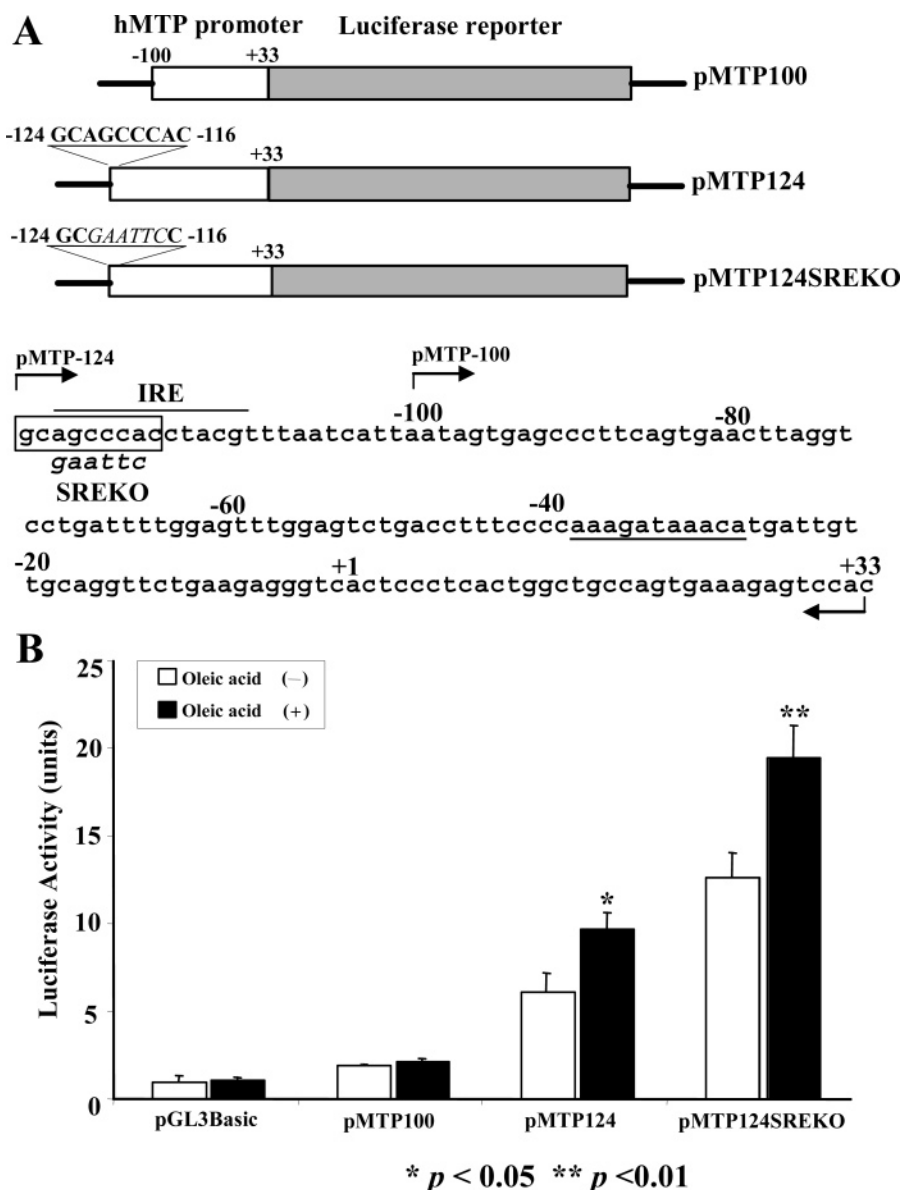 A
hMTP promoter Luciferase reporter
-100 +33
pMTP100
-124 GCAGCCCAC -116
+33
pMTP124
-124 GCGAATTCC -116
+33
pMTP124SREKO
pMTP-124 pMTP-100
IRE
-100 -80
gcagcccacctacgtttaatcattaatagtgagcccttcagtgaacttaggt
gaattc
SREKO
-60 -40
cctgattttggagtttggagtctgacctttccccaaagataaacatgattgt
-20 +1 +33
tgcaggttctgaagagggtcactccctcactggctgccagtgaaagagtccac
B
25
Oleic acid (−)
Oleic acid (+)
**
20
15
*
10
5
0
Luciferase Activity (units)
pGL3Basic pMTP100 pMTP124 pMTP124SREKO
* p < 0.05 ** p <0.01